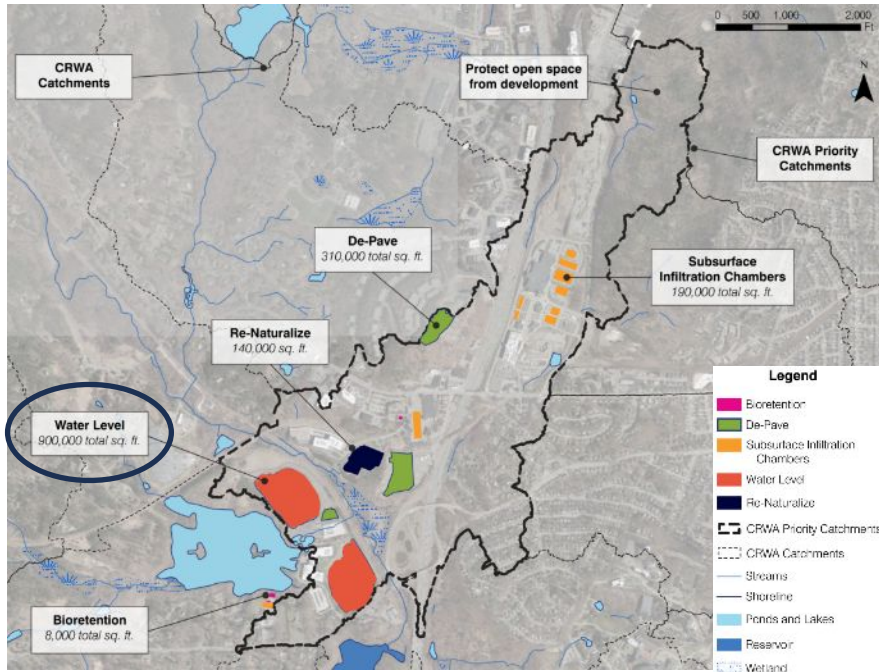 0 500 1,000 2,000
Ft
N
CRWA
Catchments
Protect open space
from development
CRWA Priority
Catchments
De-Pave
310,000 total sq. ft.
Subsurface
Infiltration Chambers
190,000 total sq. ft.
Re-Naturalize
140,000 sq. ft.
Water Level
900,000 total sq. ft.
Bioretention
8,000 total sq. ft.
Legend
Bioretention
De-Pave
Subsurface Infiltration
Chambers
Water Level
Re-Naturalize
CRWA Priority Catchments
CRWA Catchments
Streams
Shoreline
Ponds and Lakes
Reservoir
Wetland